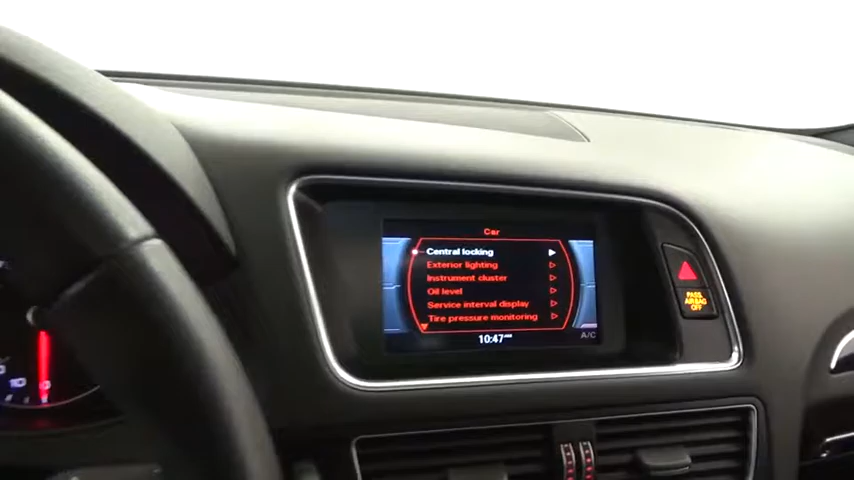 Car
Central locking
Exterior lighting
Instrument cluster
Oil level
Service interval display
Tire pressure monitoring
10:47 AM
A/C
PASS.
AIR BAG
OFF